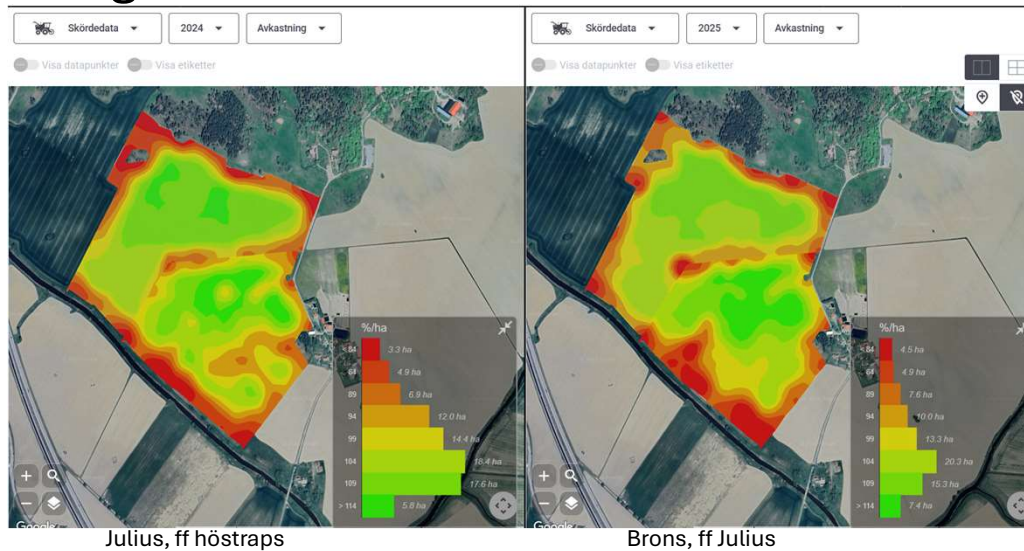 Skördedata
2024
Avkastning
Visa datapunkter
Visa etiketter
%/ha
< 84
3.3 ha
84
4.9 ha
89
6.9 ha
94
12.0 ha
99
14.4 ha
104
18.4 ha
109
17.6 ha
> 114
5.8 ha
Google
Julius, ff höstraps
Skördedata
2025
Avkastning
Visa datapunkter
Visa etiketter
%/ha
< 84
4.5 ha
84
4.9 ha
89
7.6 ha
94
10.0 ha
99
13.3 ha
104
20.3 ha
109
15.3 ha
> 114
7.4 ha
Google
Brons, ff Julius